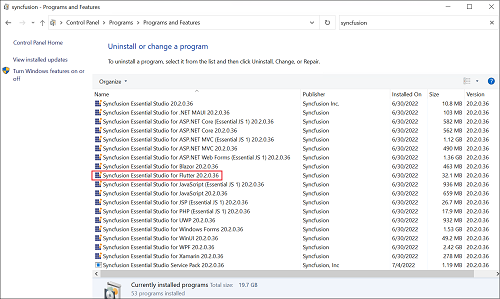 Programs and Features
Control Panel > Programs > Programs and Features
syncfusion
Control Panel Home
View installed updates
Turn Windows features on or off
Uninstall or change a program
To uninstall a program, select it from the list and then click Uninstall, Change, or Repair.
Organize
Name Publisher Installed On Size Version
Syncfusion Essential Studio 20.2.0.36 Syncfusion Inc. 6/30/2022 10.8 MB 20.2.0.36
Syncfusion Essential Studio for .NET MAUI 20.2.0.36 Syncfusion 6/30/2022 103 MB 20.2.0.36
Syncfusion Essential Studio for ASP.NET Core (Essential JS 1) 20.2.0.36 Syncfusion 6/30/2022 582 MB 20.2.0.36
Syncfusion Essential Studio for ASP.NET Core 20.2.0.36 Syncfusion 6/30/2022 562 MB 20.2.0.36
Syncfusion Essential Studio for ASP.NET MVC (Essential JS 1) 20.2.0.36 Syncfusion 6/30/2022 1.12 GB 20.2.0.36
Syncfusion Essential Studio for ASP.NET MVC 20.2.0.36 Syncfusion 6/30/2022 490 MB 20.2.0.36
Syncfusion Essential Studio for ASP.NET Web Forms (Essential JS 1) 20.2.0.36 Syncfusion 6/30/2022 1.36 GB 20.2.0.36
Syncfusion Essential Studio for Blazor 20.2.0.36 Syncfusion 6/30/2022 463 MB 20.2.0.36
Syncfusion Essential Studio for Flutter 20.2.0.36 Syncfusion 6/30/2022 32.1 MB 20.2.0.36
Syncfusion Essential Studio for JavaScript (Essential JS 1) 20.2.0.36 Syncfusion 6/30/2022 936 MB 20.2.0.36
Syncfusion Essential Studio for JavaScript 20.2.0.36 Syncfusion 6/30/2022 659 MB 20.2.0.36
Syncfusion Essential Studio for JSP (Essential JS 1) 20.2.0.36 Syncfusion 6/30/2022 26.7 MB 20.2.0.36
Syncfusion Essential Studio for PHP (Essential JS 1) 20.2.0.36 Syncfusion 6/30/2022 17.9 MB 20.2.0.36
Syncfusion Essential Studio for UWP 20.2.0.36 Syncfusion 6/30/2022 932 MB 20.2.0.36
Syncfusion Essential Studio for Windows Forms 20.2.0.36 Syncfusion 6/30/2022 1.53 GB 20.2.0.36
Syncfusion Essential Studio for WinUI 20.2.0.36 Syncfusion 6/30/2022 49.2 MB 20.2.0.36
Syncfusion Essential Studio for WPF 20.2.0.36 Syncfusion 6/30/2022 2.42 GB 20.2.0.36
Syncfusion Essential Studio for Xamarin 20.2.0.36 Syncfusion 6/30/2022 278 MB 20.2.0.36
Syncfusion Essential Studio Service Pack 20.2.0.36 Syncfusion, Inc 7/4/2022 1.19 MB 20.2.0.36
Currently installed programs Total size: 19.7 GB
53 programs installed